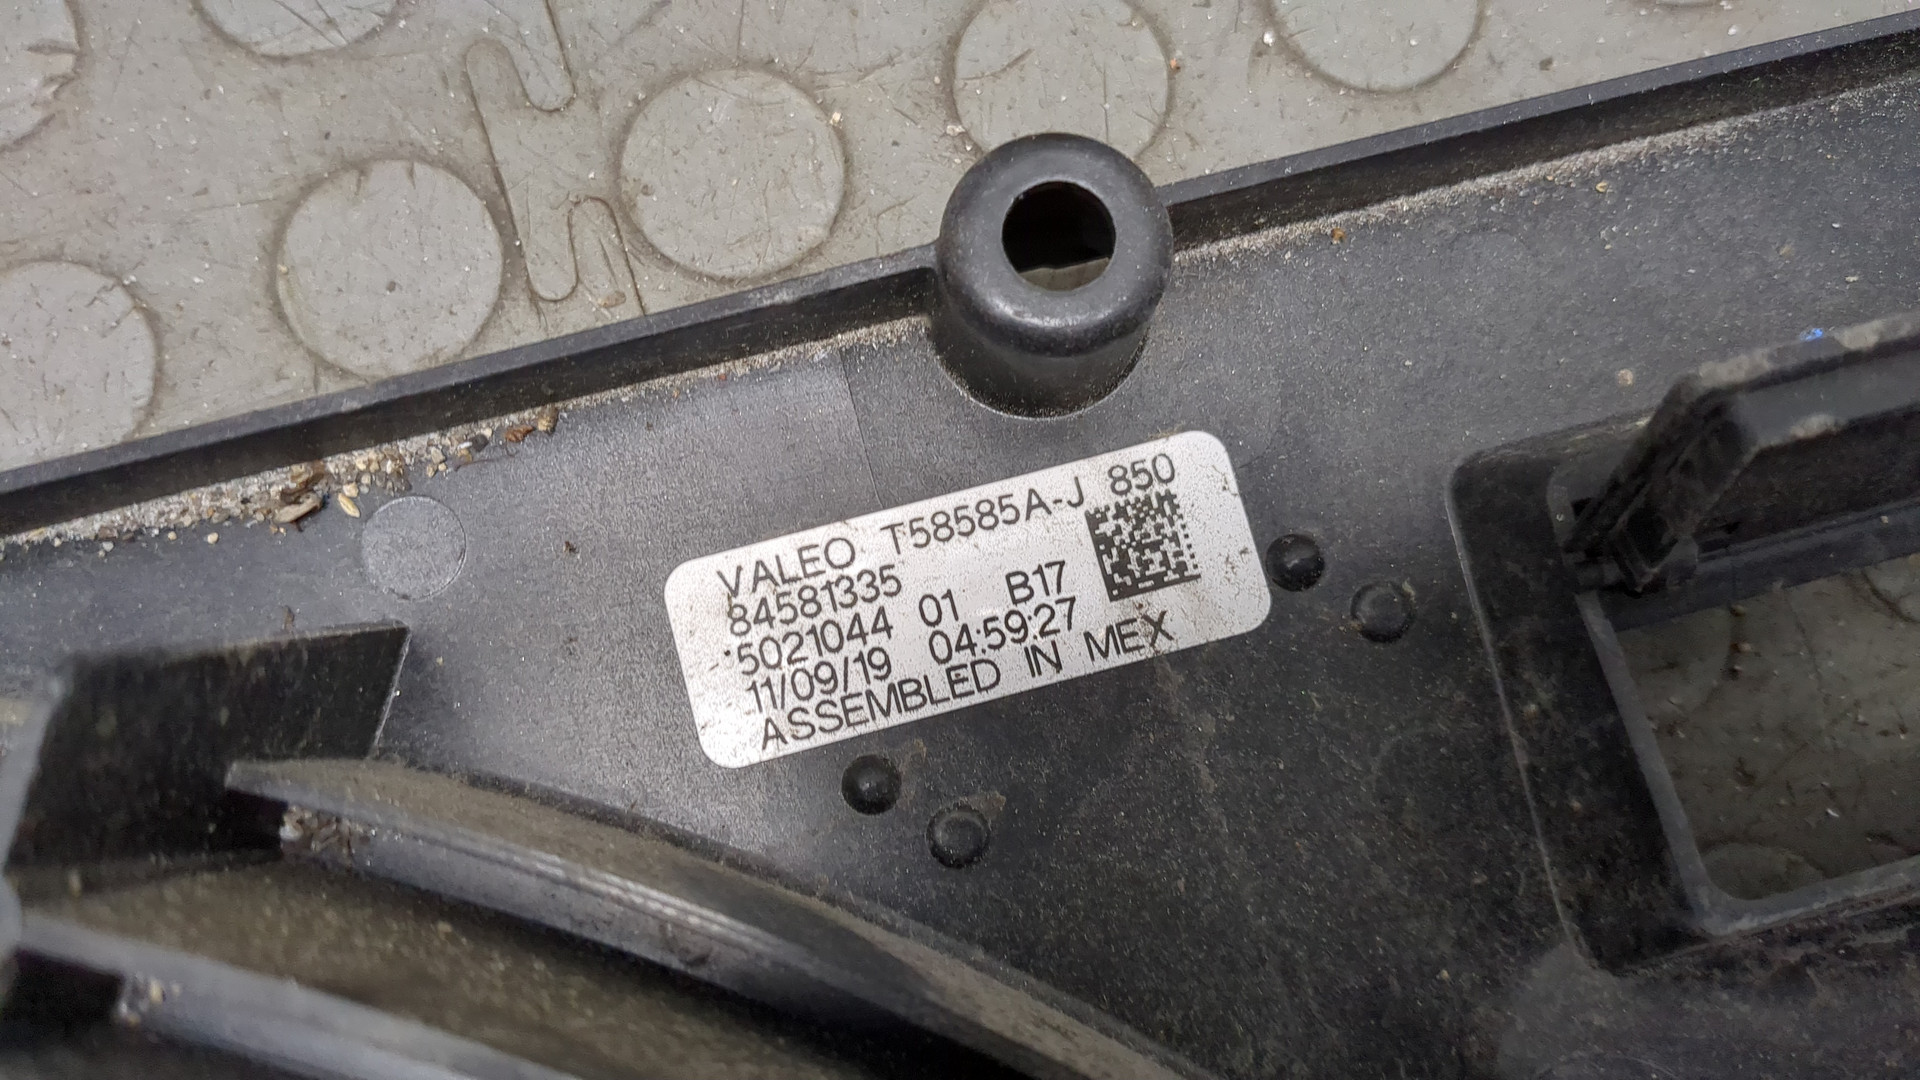 VALEO T58585A-J 850
84581335
5021044 01 B17
11/09/19 04:59:27
ASSEMBLED IN MEX